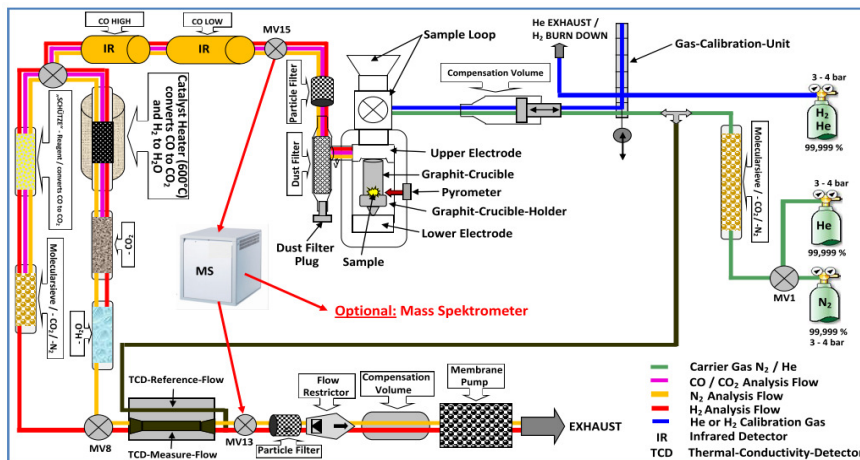 CO HIGH
CO LOW
IR
IR
MV15
Sample Loop
He EXHAUST /
H₂ BURN DOWN
Gas-Calibration-Unit
Compensation Volume
3 - 4 bar
H₂
He
99,999 %
Particle Filter
Dust Filter
„SCHÜTZE“ - Reagent / converts CO to CO₂
Catalyst Heater (600°C)
converts CO to CO₂
and H₂ to H₂O
Upper Electrode
Graphit-Crucible
Pyrometer
Graphit-Crucible-Holder
Lower Electrode
Dust Filter
Plug
Sample
Molecularsieve / - CO₂ / -N₂
3 - 4 bar
He
99,999 %
MV1
N₂
99,999 %
3 - 4 bar
- CO₂
Molecularsieve / - CO₂ / -N₂
- H₂O
MS
Optional: Mass Spektrometer
TCD-Reference-Flow
TCD-Measure-Flow
MV8
MV13
Particle Filter
Flow
Restrictor
Compensation
Volume
Membrane
Pump
EXHAUST
Carrier Gas N₂ / He
CO / CO₂ Analysis Flow
N₂ Analysis Flow
H₂ Analysis Flow
He or H₂ Calibration Gas
IR Infrared Detector
TCD Thermal-Conductivity-Detector